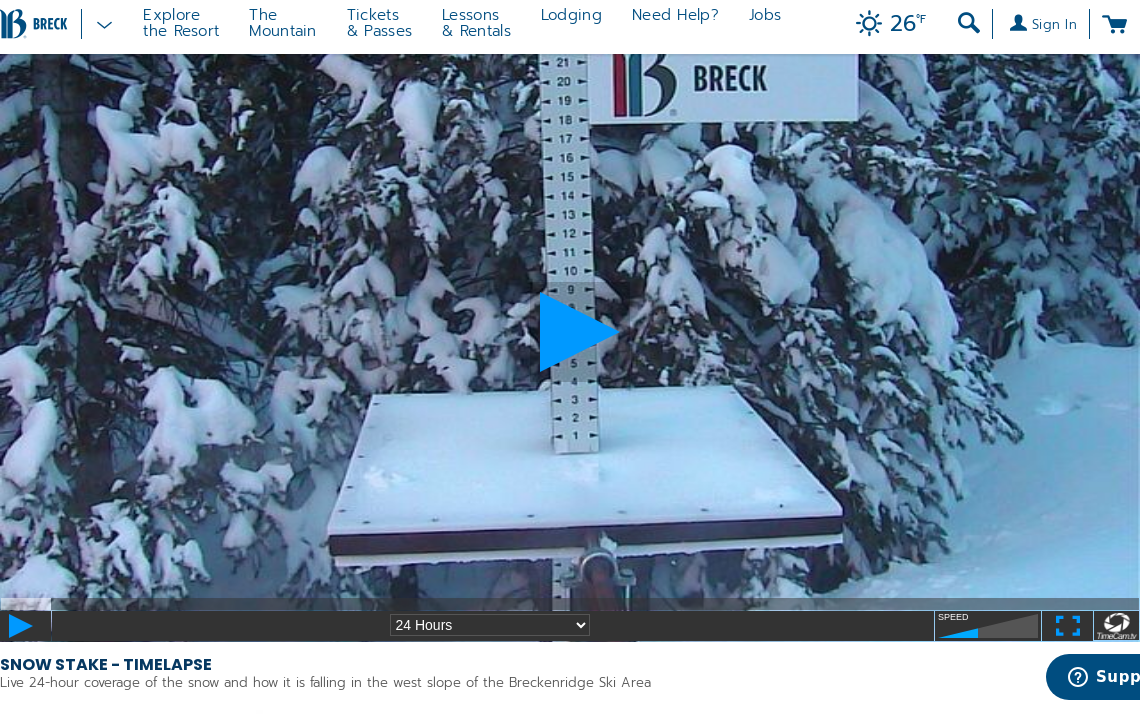 BRECK
Explore
the Resort
The
Mountain
Tickets
& Passes
Lessons
& Rentals
Lodging
Need Help?
Jobs
26°F
Sign In
21
20
19
18
17
16
15
14
13
12
11
10
9
5
4
3
2
1
BRECK
®
24 Hours
SPEED
TimeCam.tv
SNOW STAKE - TIMELAPSE
Live 24-hour coverage of the snow and how it is falling in the west slope of the Breckenridge Ski Area
Supp